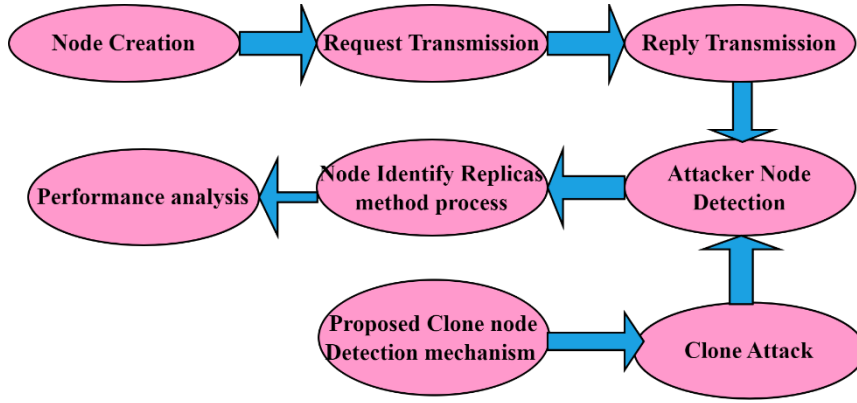 Node Creation
Request Transmission
Reply Transmission
Performance analysis
Node Identify Replicas
method process
Attacker Node
Detection
Proposed Clone node
Detection mechanism
Clone Attack